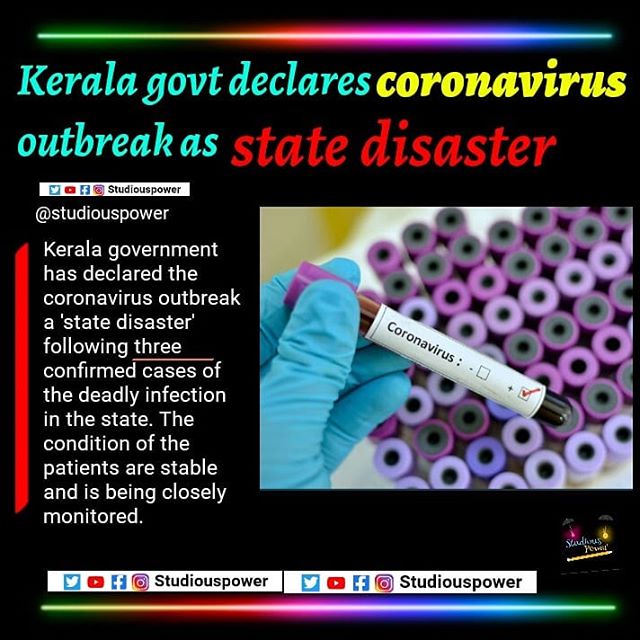 Kerala govt declares coronavirus
outbreak as state disaster
Studiouspower
@studiouspower
Kerala government
has declared the
coronavirus outbreak
a 'state disaster'
following three
confirmed cases of
the deadly infection
in the state. The
condition of the
patients are stable
and is being closely
monitored.
Coronavirus :
- 
+
Studious
Power
Studiouspower
Studiouspower